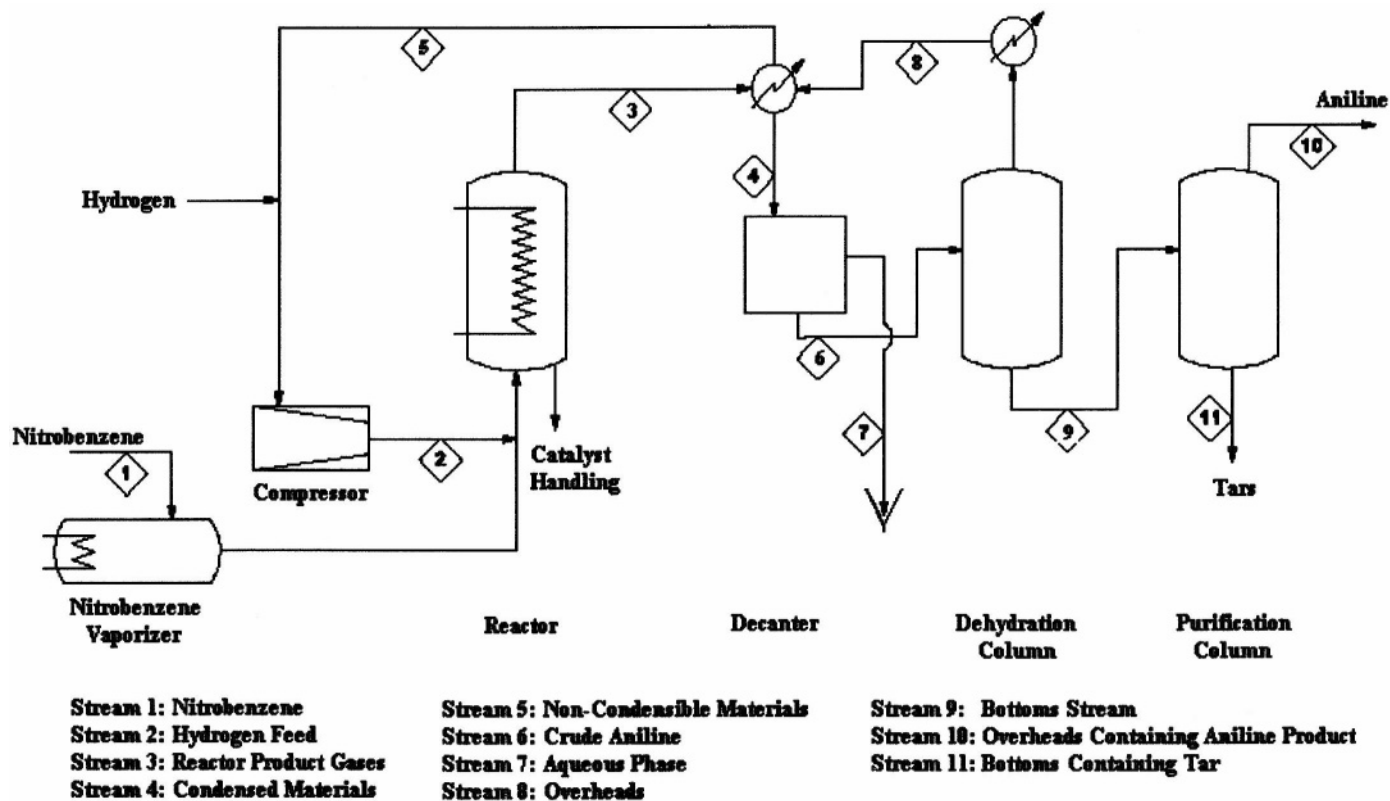 5
8
3
Aniline
10
4
Hydrogen
6
Nitrobenzene
1
2
Catalyst
Handling
7
9
11
Compressor
Tars
Nitrobenzene
Vaporizer
Reactor
Decanter
Dehydration
Column
Purification
Column
Stream 1: Nitrobenzene
Stream 2: Hydrogen Feed
Stream 3: Reactor Product Gases
Stream 4: Condensed Materials
Stream 5: Non-Condensible Materials
Stream 6: Crude Aniline
Stream 7: Aqueous Phase
Stream 8: Overheads
Stream 9: Bottoms Stream
Stream 10: Overheads Containing Aniline Product
Stream 11: Bottoms Containing Tar